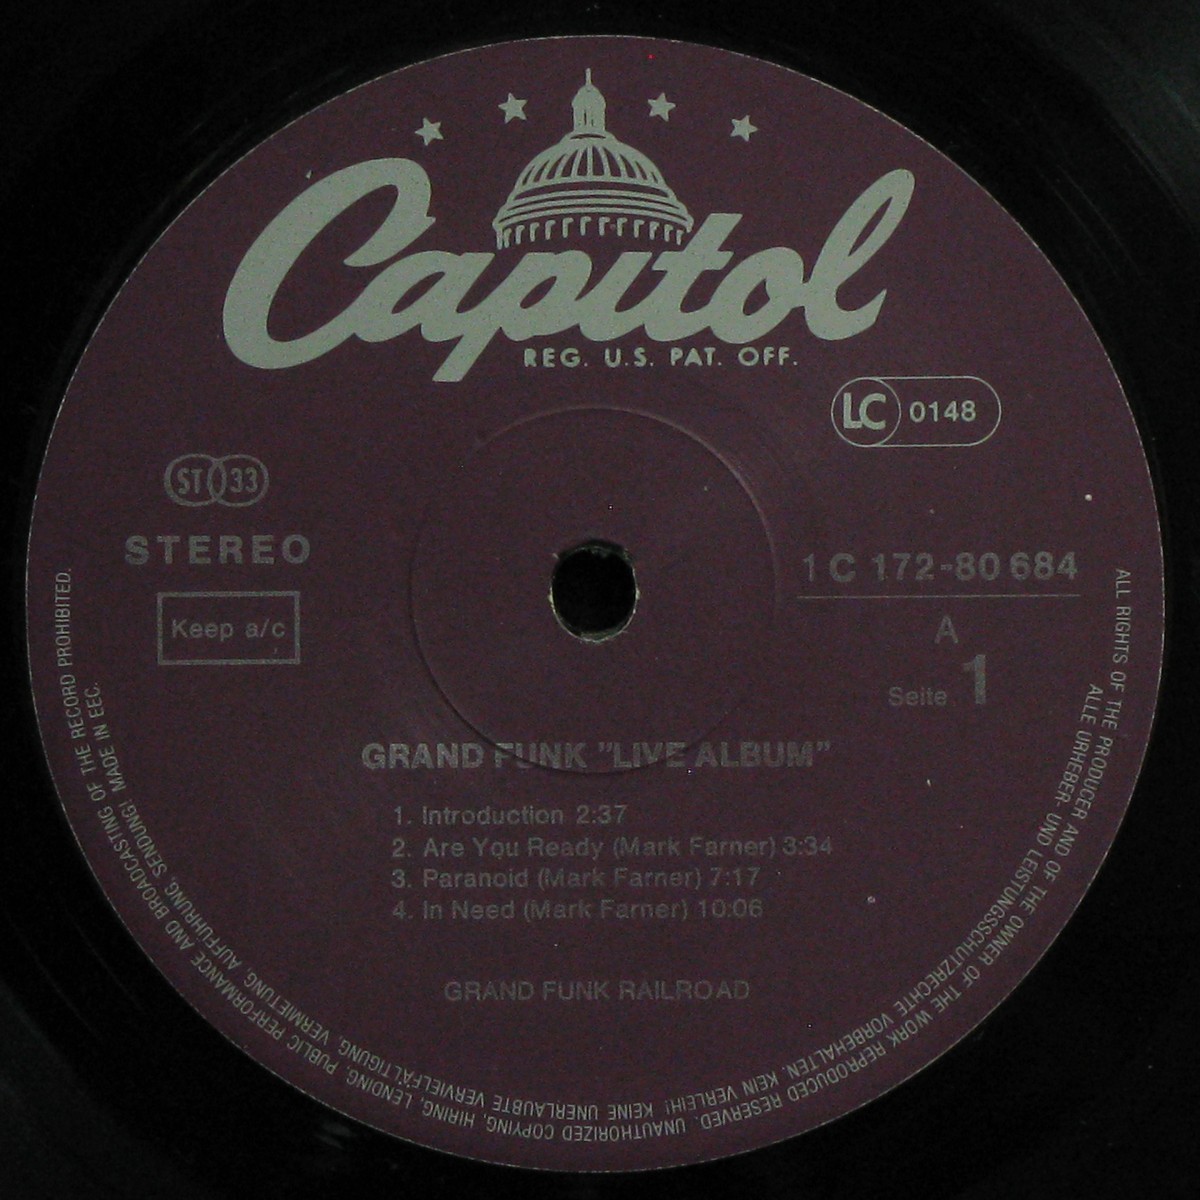 Capitol
REG. U.S. PAT. OFF.
LC 0148
ST 33
STEREO
Keep a/c
1 C 172-80 684
A
Seite 1
GRAND FUNK "LIVE ALBUM"
1. Introduction 2:37
2. Are You Ready (Mark Farner) 3:34
3. Paranoid (Mark Farner) 7:17
4. In Need (Mark Farner) 10:06
GRAND FUNK RAILROAD
ALL RIGHTS OF THE PRODUCER AND OF THE OWNER OF THE WORK REPRODUCED RESERVED. UNAUTHORIZED COPYING, HIRING, LENDING, PUBLIC PERFORMANCE AND BROADCASTING OF THE RECORD PROHIBITED.
ALLE URHEBER- UND LEISTUNGSSCHUTZRECHTE VORBEHALTEN. KEIN VERLEIH! KEINE UNERLAUBTE VERVIELFÄLTIGUNG, VERMIETUNG, AUFFÜHRUNG, SENDUNG! MADE IN EEC.